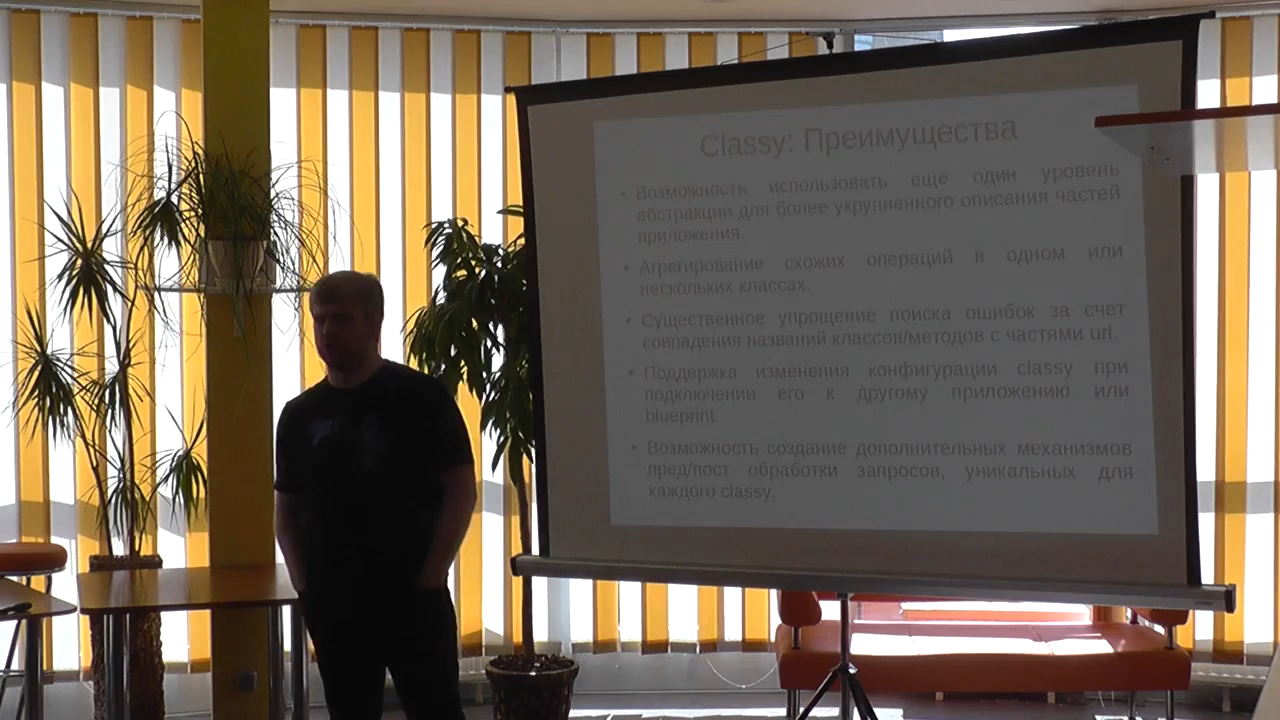 Classy: Преимущества
• Возможность использовать еще один уровень
абстракции для более укрупненного описания частей
приложения.
• Агрегирование схожих операций в одном или
нескольких классах.
• Существенное упрощение поиска ошибок за счет
совпадения названий классов/методов с частями url.
• Поддержка изменения конфигурации classy при
подключении его к другому приложению или
blueprint.
• Возможность создание дополнительных механизмов
пред/пост обработки запросов, уникальных для
каждого classy.